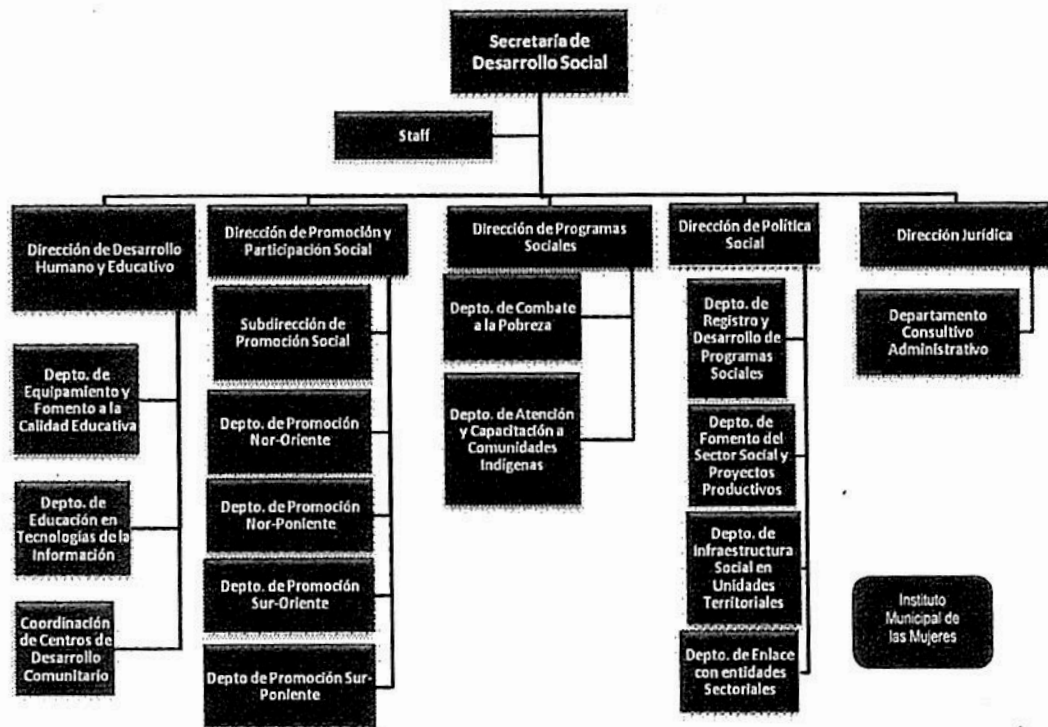 Secretaría de
Desarrollo Social
Staff
Dirección de Desarrollo
Humano y Educativo
Depto. de
Equipamiento y
Fomento a la
Calidad Educativa
Depto. de
Educación en
Tecnologías de la
Información
Coordinación
de Centros de
Desarrollo
Comunitario
Dirección de Promoción y
Participación Social
Subdirección de
Promoción Social
Depto. de Promoción
Nor-Oriente
Depto. de Promoción
Nor-Poniente
Depto. de Promoción
Sur-Oriente
Depto de Promoción Sur-
Poniente
Dirección de Programas
Sociales
Depto. de Combate
a la Pobreza
Depto. de Atención
y Capacitación a
Comunidades
Indígenas
Dirección de Política
Social
Depto. de
Registro y
Desarrollo de
Programas
Sociales
Depto. de
Fomento del
Sector Social y
Proyectos
Productivos
Depto. de
Infraestructura
Social en
Unidades
Territoriales
Depto. de Enlace
con entidades
Sectoriales
Dirección Jurídica
Departamento
Consultivo
Administrativo
Instituto
Municipal de
las Mujeres